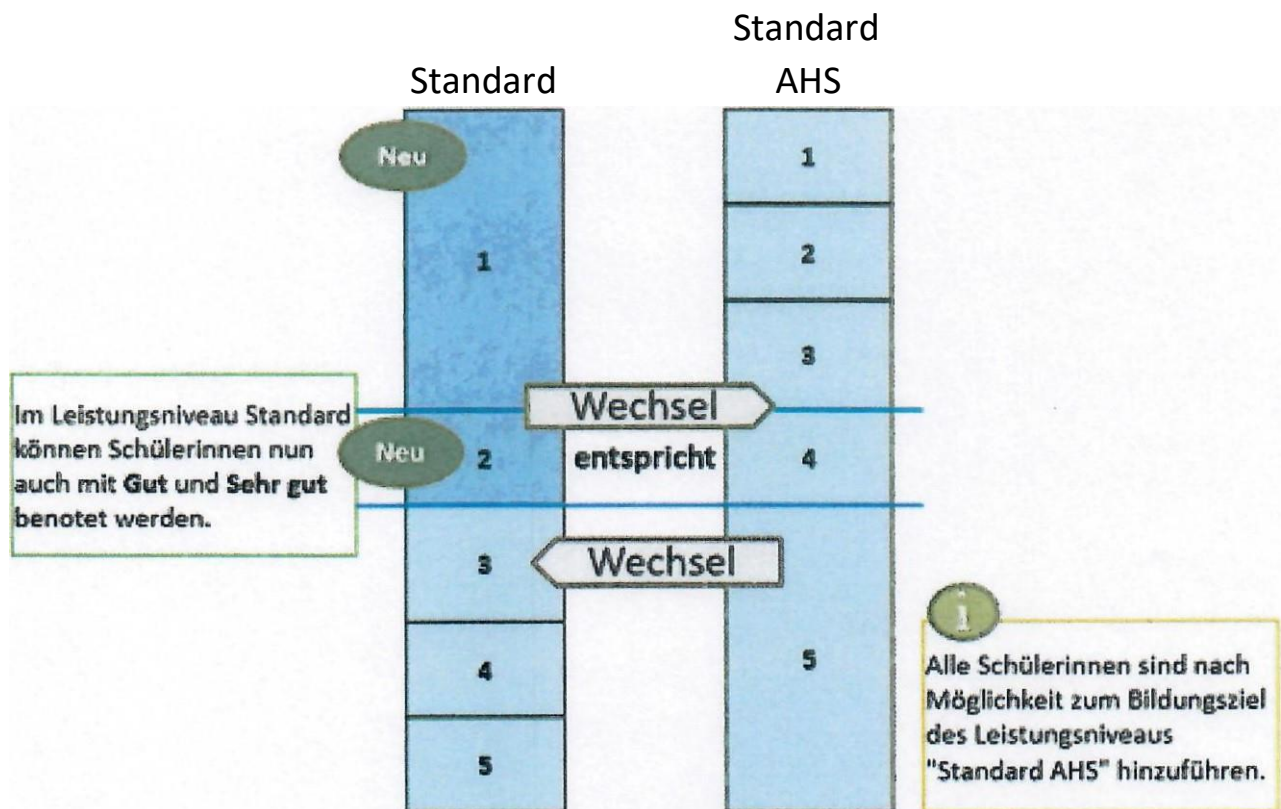 Standard
Standard
AHS
Neu
1
1
2
3
Im Leistungsniveau Standard
können Schülerinnen nun
auch mit Gut und Sehr gut
benotet werden.
Wechsel
Neu
2
entspricht
4
3
Wechsel
4
5
5
i
Alle Schülerinnen sind nach
Möglichkeit zum Bildungsziel
des Leistungsniveaus
"Standard AHS" hinzuführen.